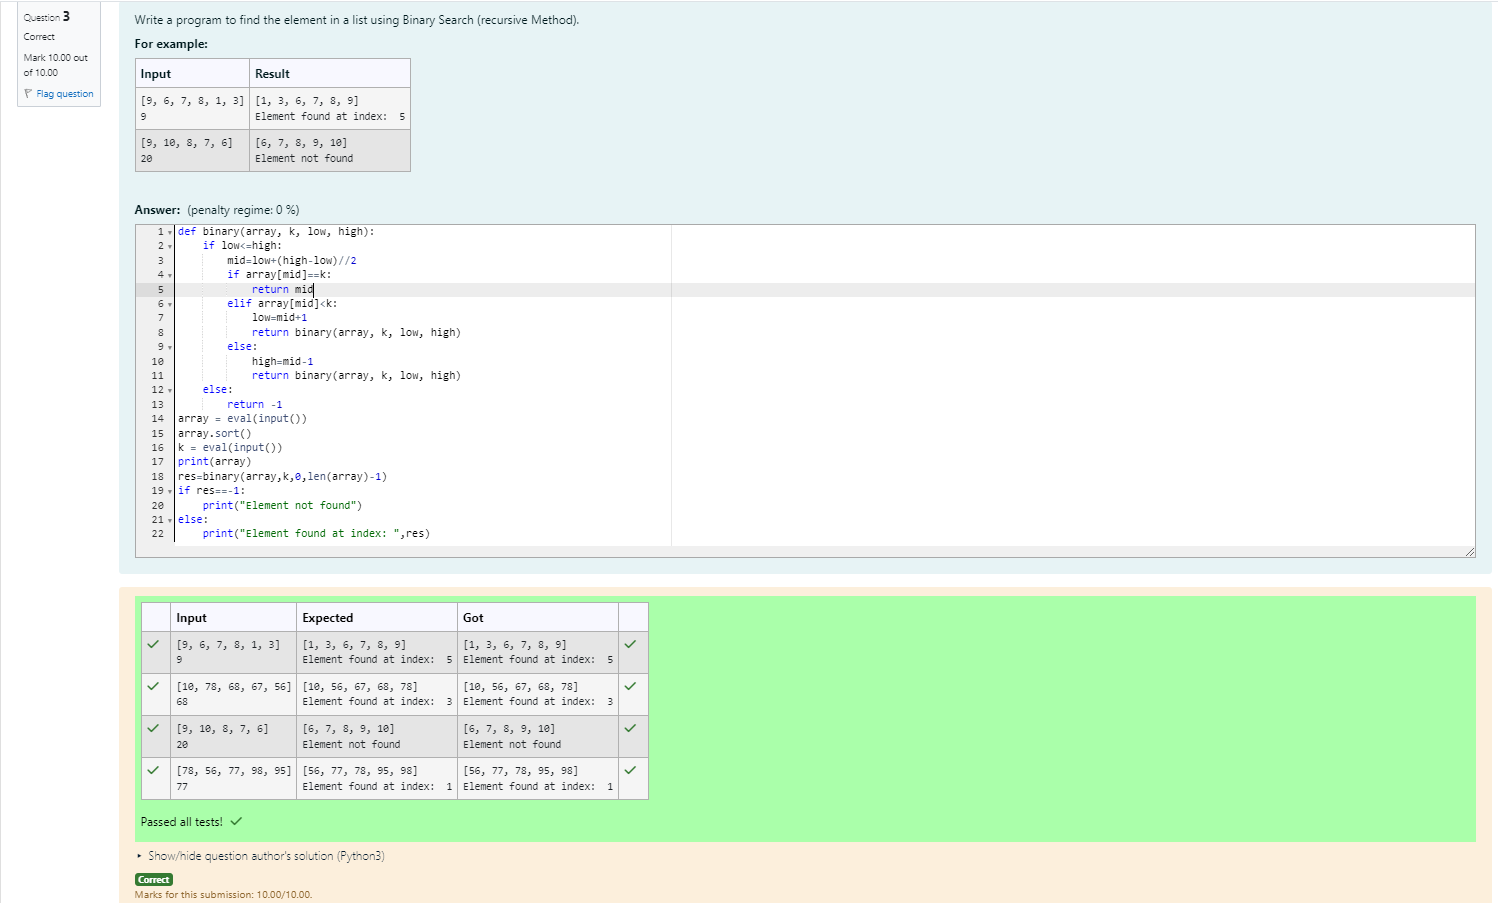 Question 3
Correct
Mark 10.00 out
of 10.00
Flag question
Write a program to find the element in a list using Binary Search (recursive Method).
For example:
Input Result
[9, 6, 7, 8, 1, 3] [1, 3, 6, 7, 8, 9]
9 Element found at index:  5
[9, 10, 8, 7, 6] [6, 7, 8, 9, 10]
20 Element not found
Answer: (penalty regime: 0 %)
1 def binary(array, k, low, high):
2     if low<=high:
3         mid=low+(high-low)//2
4         if array[mid]==k:
5             return mid
6         elif array[mid]<k:
7             low=mid+1
8             return binary(array, k, low, high)
9         else:
10             high=mid-1
11             return binary(array, k, low, high)
12     else:
13         return -1
14 array = eval(input())
15 array.sort()
16 k = eval(input())
17 print(array)
18 res=binary(array,k,0,len(array)-1)
19 if res==-1:
20     print("Element not found")
21 else:
22     print("Element found at index: ",res)
Input Expected Got
[9, 6, 7, 8, 1, 3] [1, 3, 6, 7, 8, 9] [1, 3, 6, 7, 8, 9]
9 Element found at index:  5 Element found at index:  5
[10, 78, 68, 67, 56] [10, 56, 67, 68, 78] [10, 56, 67, 68, 78]
68 Element found at index:  3 Element found at index:  3
[9, 10, 8, 7, 6] [6, 7, 8, 9, 10] [6, 7, 8, 9, 10]
20 Element not found Element not found
[78, 56, 77, 98, 95] [56, 77, 78, 95, 98] [56, 77, 78, 95, 98]
77 Element found at index:  1 Element found at index:  1
Passed all tests!
Show/hide question author's solution (Python3)
Correct
Marks for this submission: 10.00/10.00.